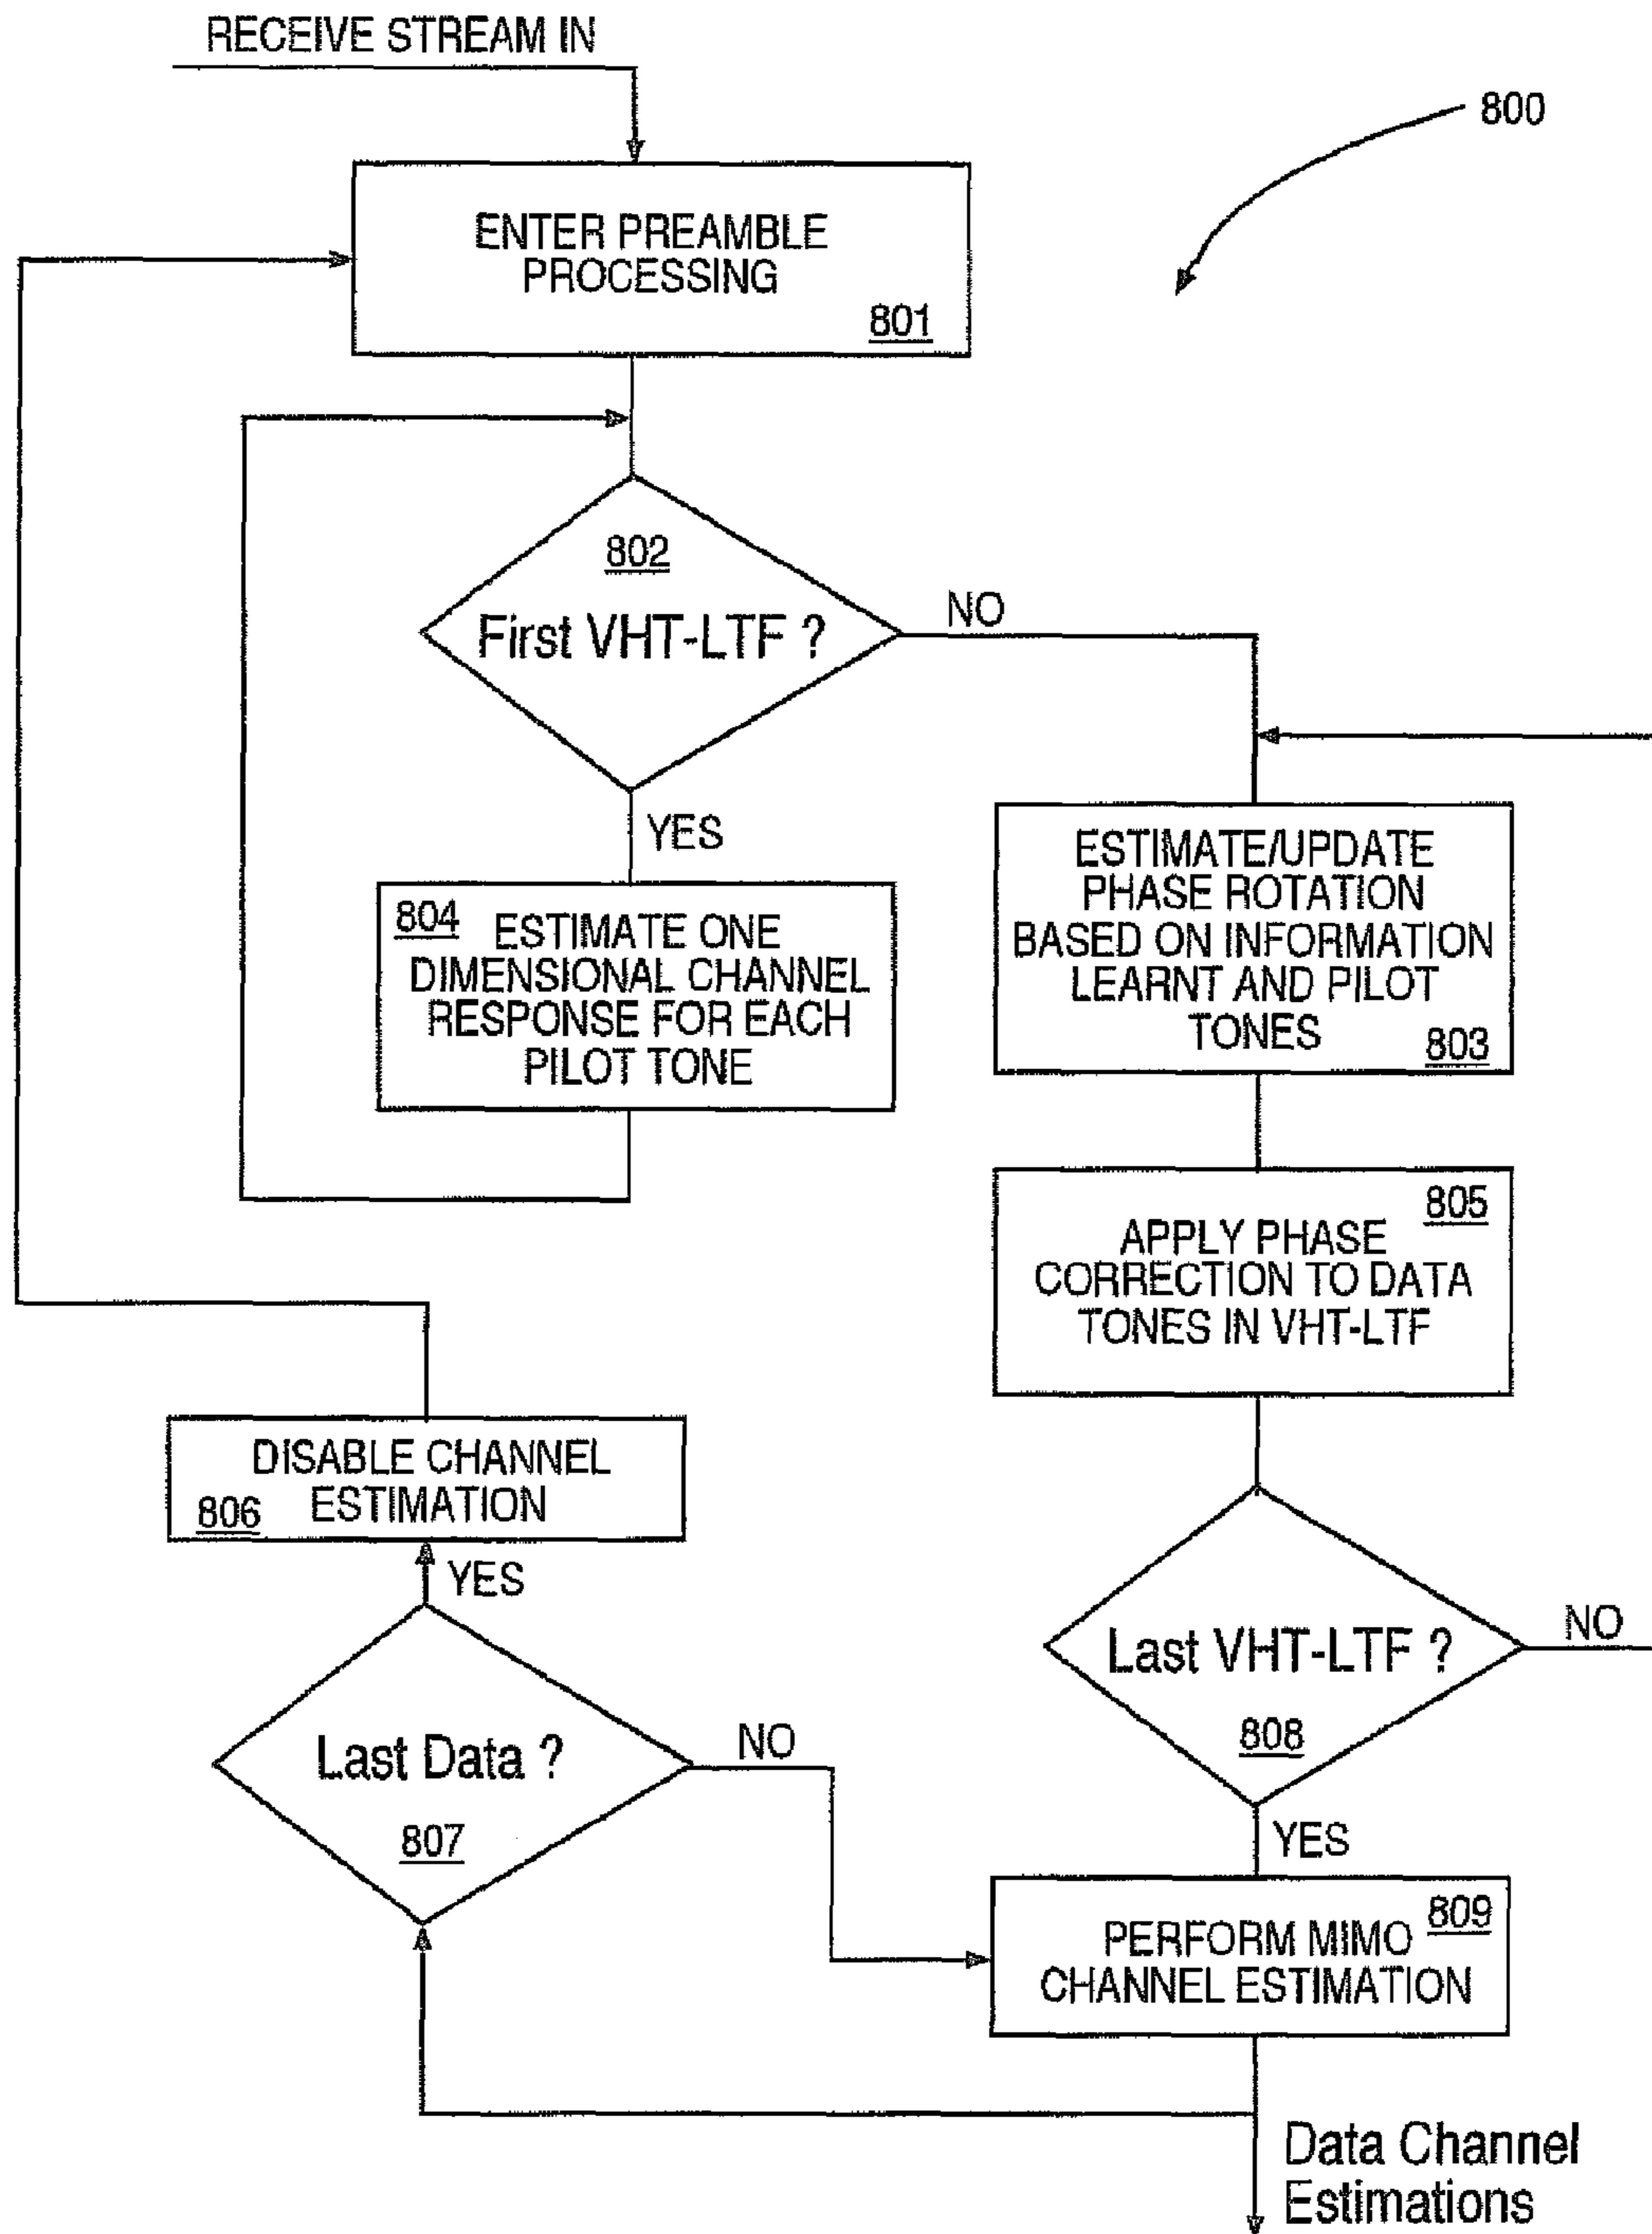 RECEIVE STREAM IN
800
ENTER PREAMBLE
PROCESSING
801
802
First VHT-LTF ?
NO
YES
804
ESTIMATE ONE
DIMENSIONAL CHANNEL
RESPONSE FOR EACH
PILOT TONE
ESTIMATE/UPDATE
PHASE ROTATION
BASED ON INFORMATION
LEARNT AND PILOT
TONES
803
805
APPLY PHASE
CORRECTION TO DATA
TONES IN VHT-LTF
DISABLE CHANNEL
ESTIMATION
806
YES
Last Data ?
807
NO
Last VHT-LTF ?
808
NO
YES
809
PERFORM MIMO
CHANNEL ESTIMATION
Data Channel
Estimations